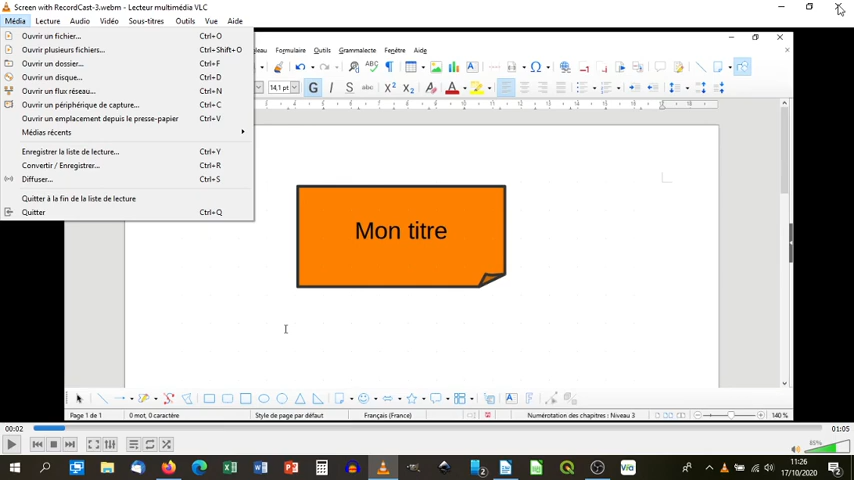 Screen with RecordCast-3.webm - Lecteur multimédia VLC
Média Lecture Audio Vidéo Sous-titres Outils Vue Aide
Ouvrir un fichier... Ctrl+O
Ouvrir plusieurs fichiers... Ctrl+Shift+O
Ouvrir un dossier... Ctrl+F
Ouvrir un disque... Ctrl+D
Ouvrir un flux réseau... Ctrl+N
Ouvrir un périphérique de capture... Ctrl+C
Ouvrir un emplacement depuis le presse-papier Ctrl+V
Médias récents
Enregistrer la liste de lecture... Ctrl+Y
Convertir / Enregistrer... Ctrl+R
Diffuser... Ctrl+S
Quitter à la fin de la liste de lecture
Quitter Ctrl+Q
Formulaire Outils Grammalecte Fenêtre Aide
14,1 pt G I S
Mon titre
Page 1 de 1 0 mot, 0 caractère Style de page par défaut Français (France) Numérotation des chapitres : Niveau 3 140 %
00:02 01:05
85%
11:26
17/10/2020